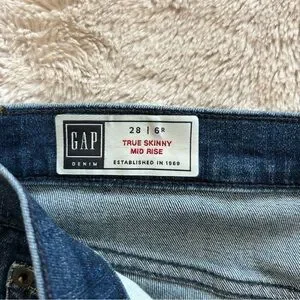 GAP
DENIM
28 | 6R
TRUE SKINNY
MID RISE
ESTABLISHED IN 1969